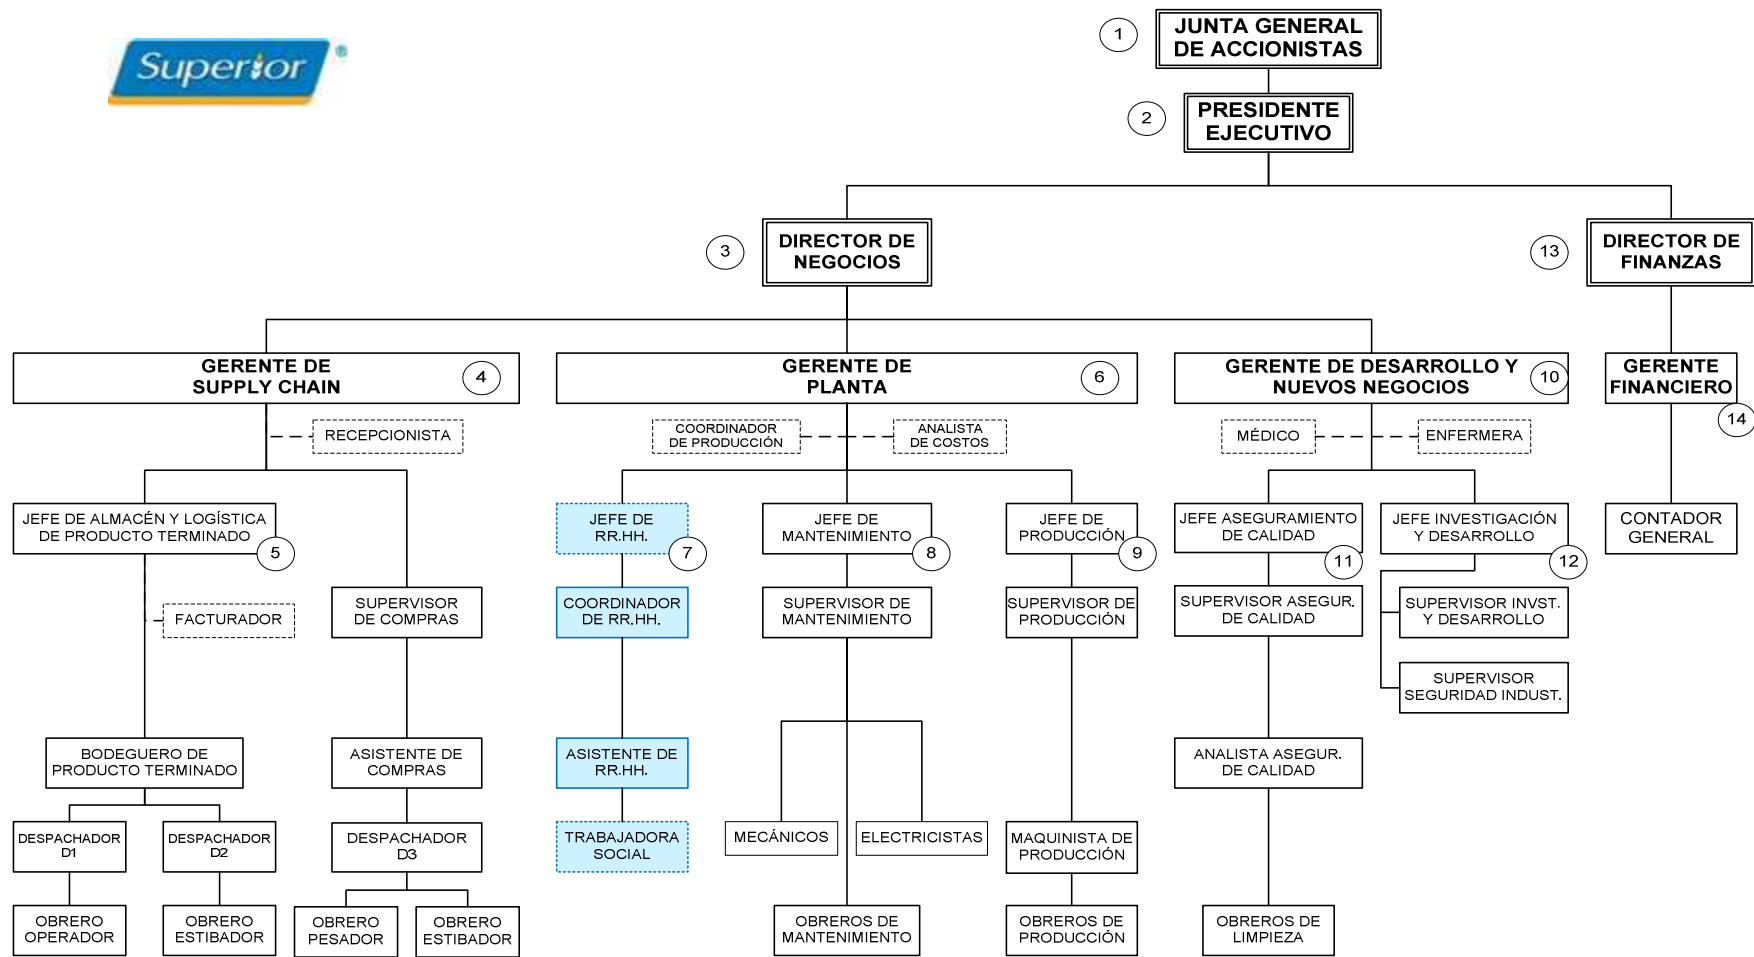 Superior®
1
JUNTA GENERAL
DE ACCIONISTAS
2
PRESIDENTE
EJECUTIVO
3
DIRECTOR DE
NEGOCIOS
13
DIRECTOR DE
FINANZAS
GERENTE DE
SUPPLY CHAIN
4
GERENTE DE
PLANTA
6
GERENTE DE DESARROLLO Y
NUEVOS NEGOCIOS
10
GERENTE
FINANCIERO
14
RECEPCIONISTA
COORDINADOR
DE PRODUCCIÓN
ANALISTA
DE COSTOS
MÉDICO
ENFERMERA
JEFE DE ALMACÉN Y LOGÍSTICA
DE PRODUCTO TERMINADO
5
JEFE DE
RR.HH.
7
JEFE DE
MANTENIMIENTO
8
JEFE DE
PRODUCCIÓN
9
JEFE ASEGURAMIENTO
DE CALIDAD
11
JEFE INVESTIGACIÓN
Y DESARROLLO
12
CONTADOR
GENERAL
FACTURADOR
SUPERVISOR
DE COMPRAS
COORDINADOR
DE RR.HH.
SUPERVISOR DE
MANTENIMIENTO
SUPERVISOR DE
PRODUCCIÓN
SUPERVISOR ASEGUR.
DE CALIDAD
SUPERVISOR INVST.
Y DESARROLLO
SUPERVISOR
SEGURIDAD INDUST.
BODEGUERO DE
PRODUCTO TERMINADO
ASISTENTE DE
COMPRAS
ASISTENTE DE
RR.HH.
ANALISTA ASEGUR.
DE CALIDAD
DESPACHADOR
D1
DESPACHADOR
D2
DESPACHADOR
D3
TRABAJADORA
SOCIAL
MECÁNICOS
ELECTRICISTAS
MAQUINISTA DE
PRODUCCIÓN
OBRERO
OPERADOR
OBRERO
ESTIBADOR
OBRERO
PESADOR
OBRERO
ESTIBADOR
OBREROS DE
MANTENIMIENTO
OBREROS DE
PRODUCCIÓN
OBREROS DE
LIMPIEZA